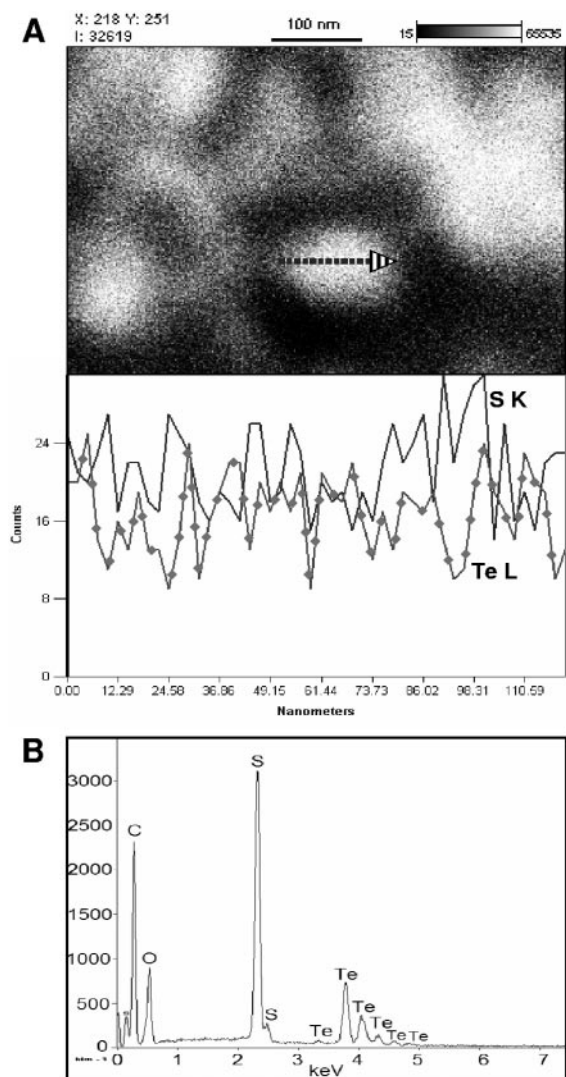 A
X: 218 Y: 251
I: 32619
100 nm
15 65535
S K
Te L
24
16
8
0
Counts
0.00 12.29 24.58 36.86 49.15 61.44 73.73 86.02 98.31 110.59
Nanometers
B
3000
2500
2000
1500
1000
500
0
C
O
S
S
Te
Te
Te
Te
Te
Te
0 1 2 3 4 5 6 7
keV